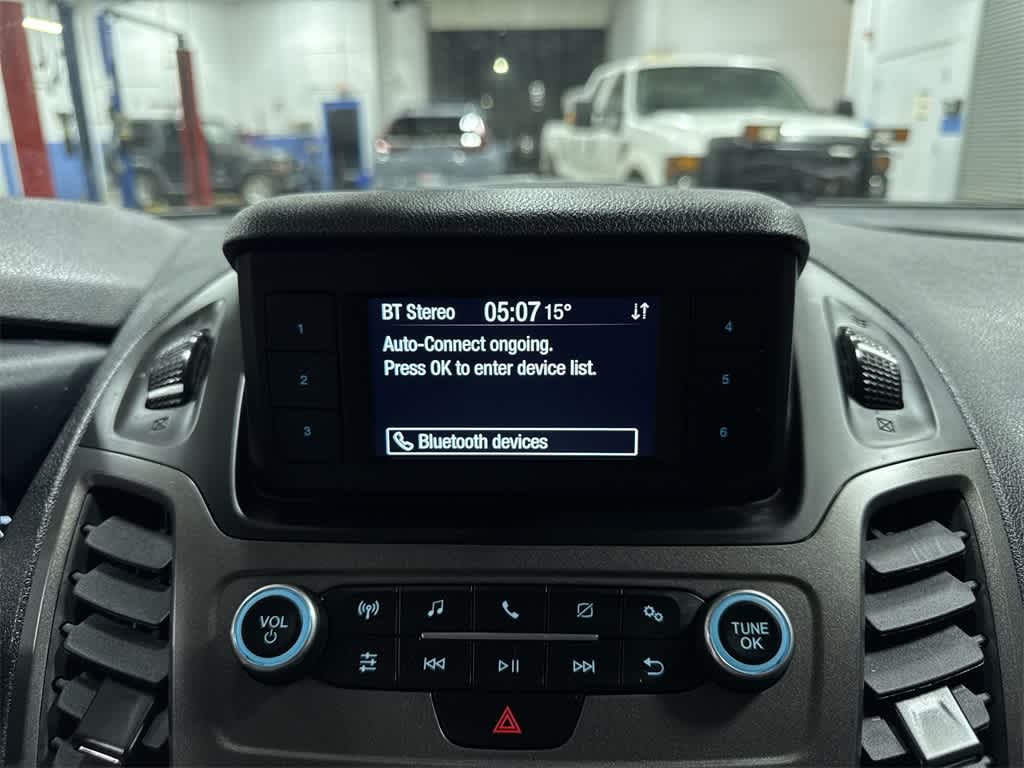 BT Stereo 05:07 15°
Auto-Connect ongoing.
Press OK to enter device list.
Bluetooth devices
1
2
3
4
5
6
VOL
TUNE
OK